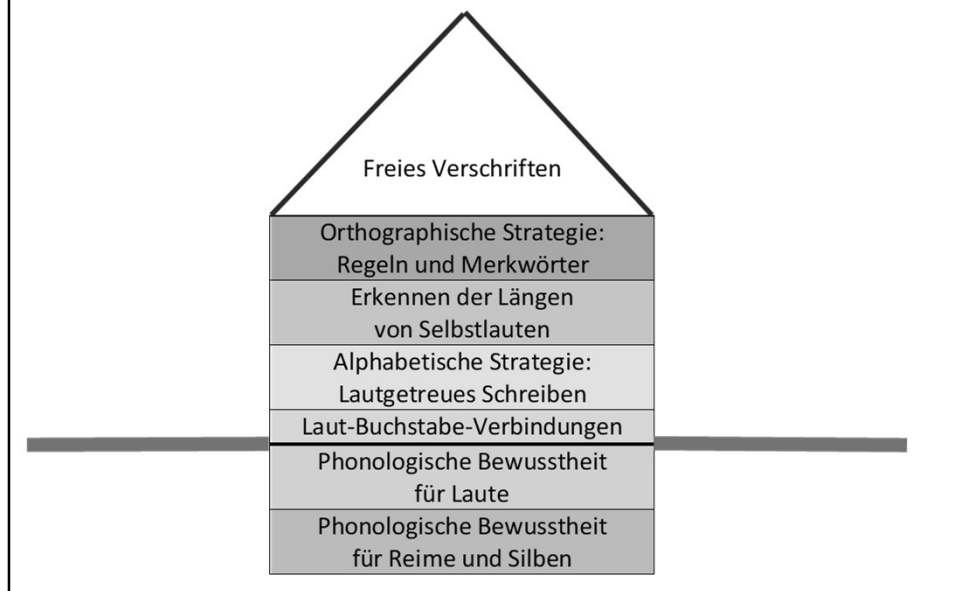 Freies Verschriften
Orthographische Strategie:
Regeln und Merkwörter
Erkennen der Längen
von Selbstlauten
Alphabetische Strategie:
Lautgetreues Schreiben
Laut-Buchstabe-Verbindungen
Phonologische Bewusstheit
für Laute
Phonologische Bewusstheit
für Reime und Silben